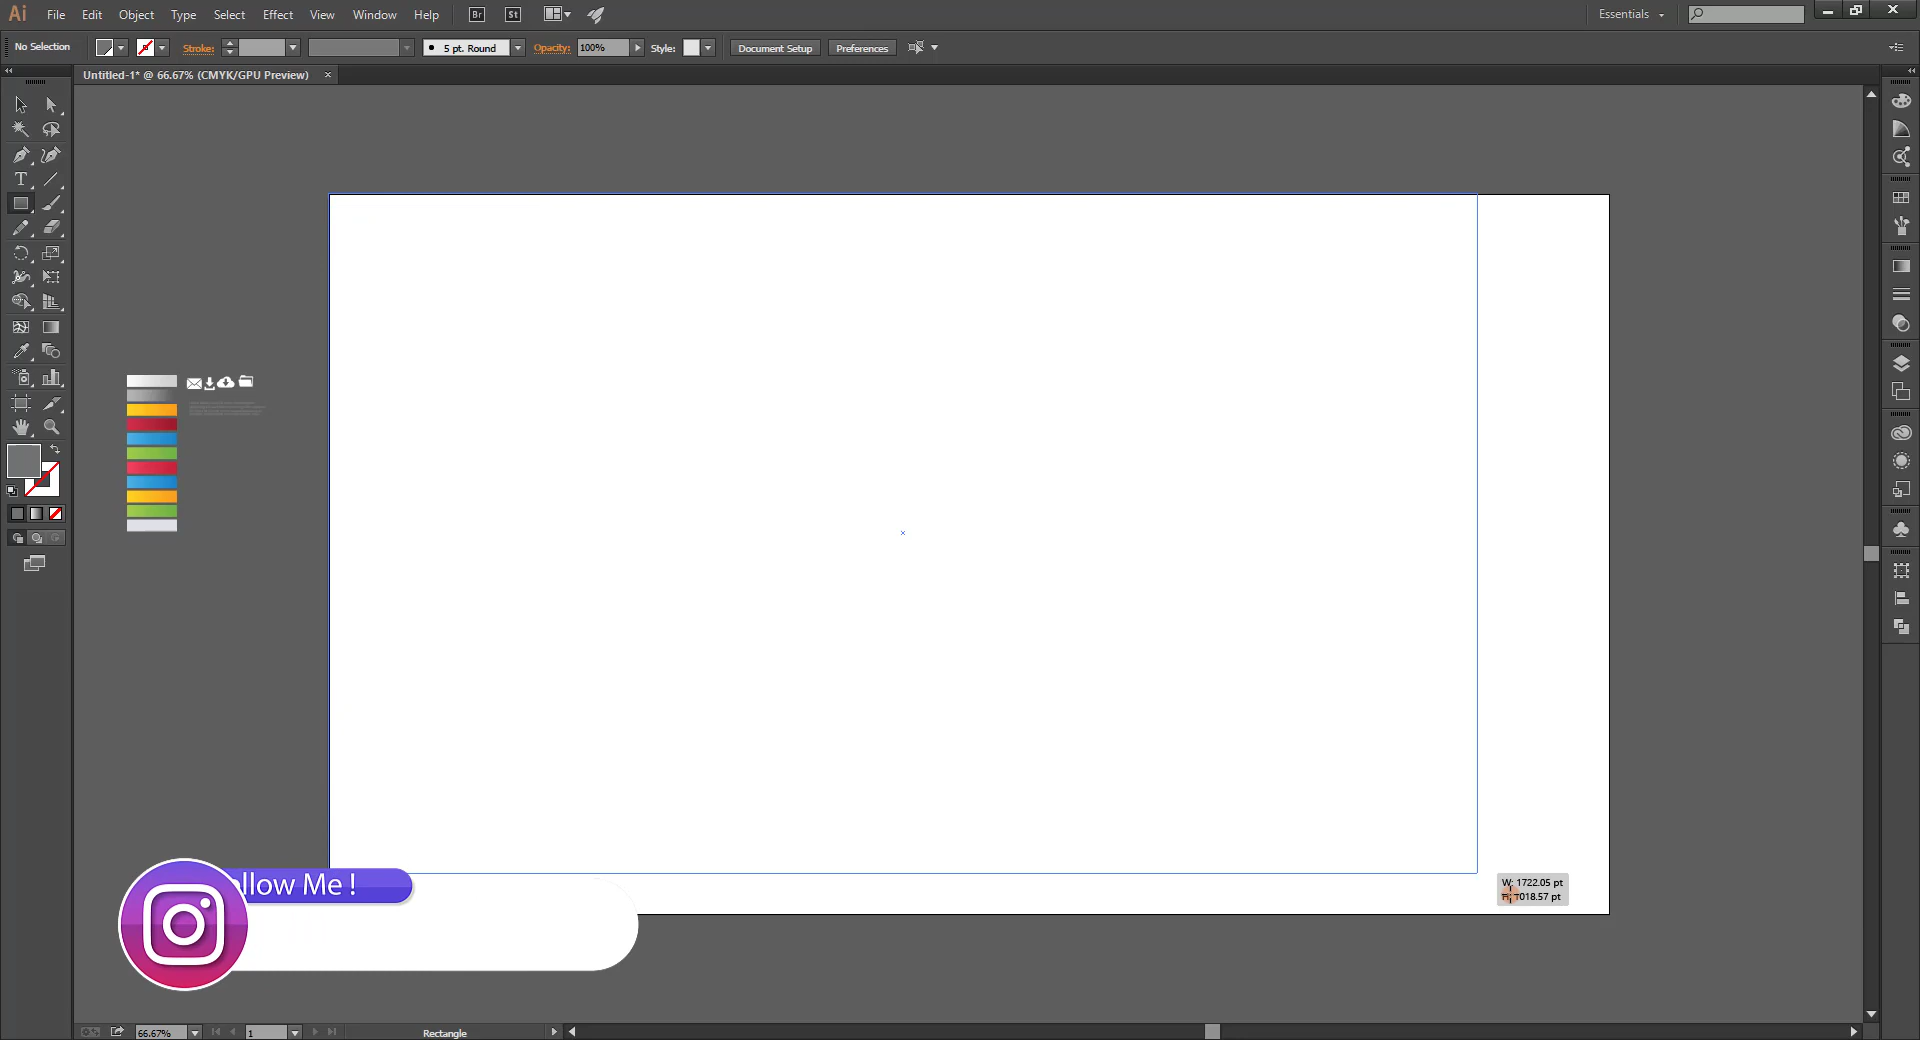 Ai File Edit Object Type Select Effect View Window Help Br St Essentials
No Selection Stroke: 5 pt. Round Opacity: 100% Style: Document Setup Preferences
Untitled-1* @ 66.67% (CMYK/GPU Preview) ×
T
ollow Me !
W: 1722.05 pt
H: 1018.57 pt
66.67% 1 Rectangle